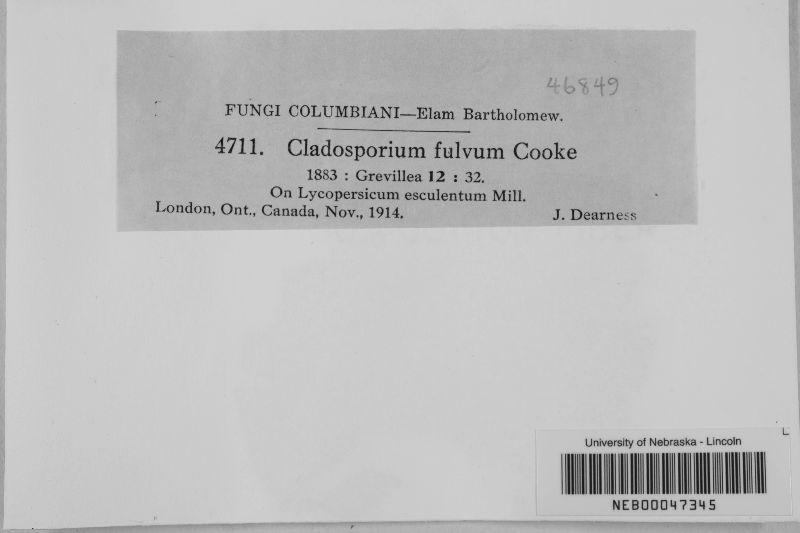 46849
FUNGI COLUMBIANI—Elam Bartholomew.
4711. Cladosporium fulvum Cooke
1883 : Grevillea 12 : 32.
On Lycopersicum esculentum Mill.
London, Ont., Canada, Nov., 1914. J. Dearness
University of Nebraska - Lincoln
NEB00047345